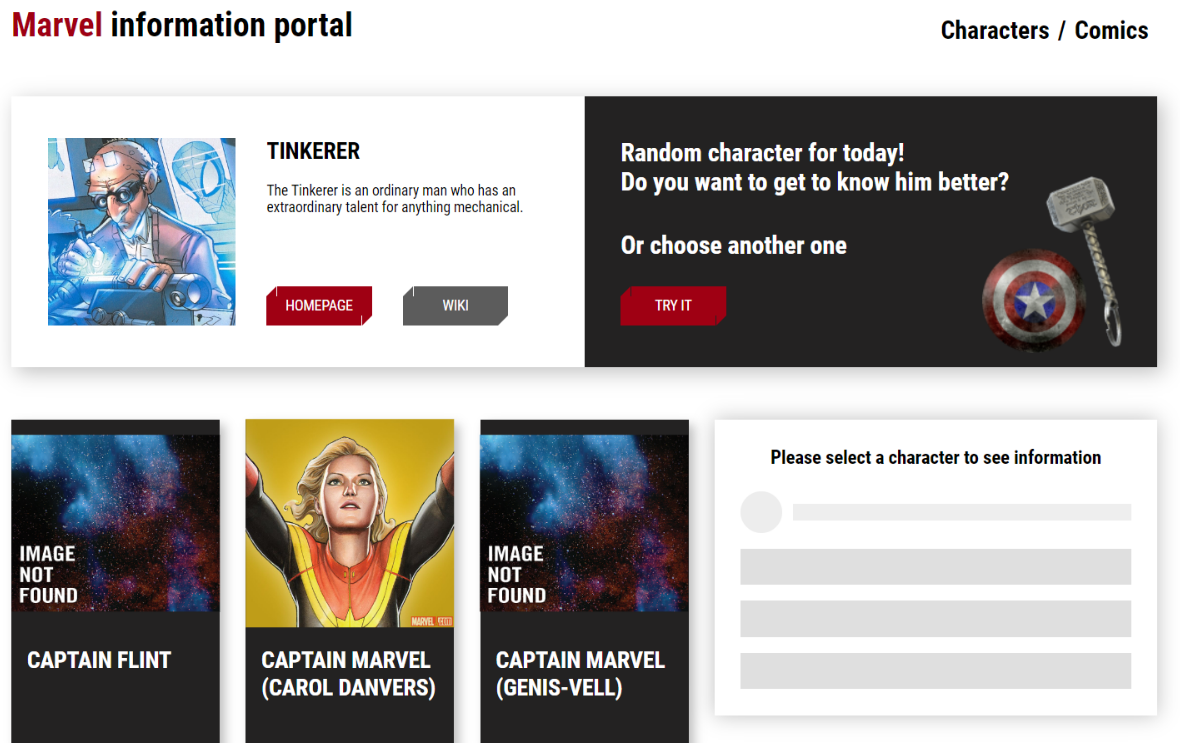 Marvel information portal
Characters / Comics
TINKERER
The Tinkerer is an ordinary man who has an
extraordinary talent for anything mechanical.
HOMEPAGE
WIKI
Random character for today!
Do you want to get to know him better?
Or choose another one
TRY IT
IMAGE
NOT
FOUND
CAPTAIN FLINT
MARVEL
CAPTAIN MARVEL
(CAROL DANVERS)
IMAGE
NOT
FOUND
CAPTAIN MARVEL
(GENIS-VELL)
Please select a character to see information